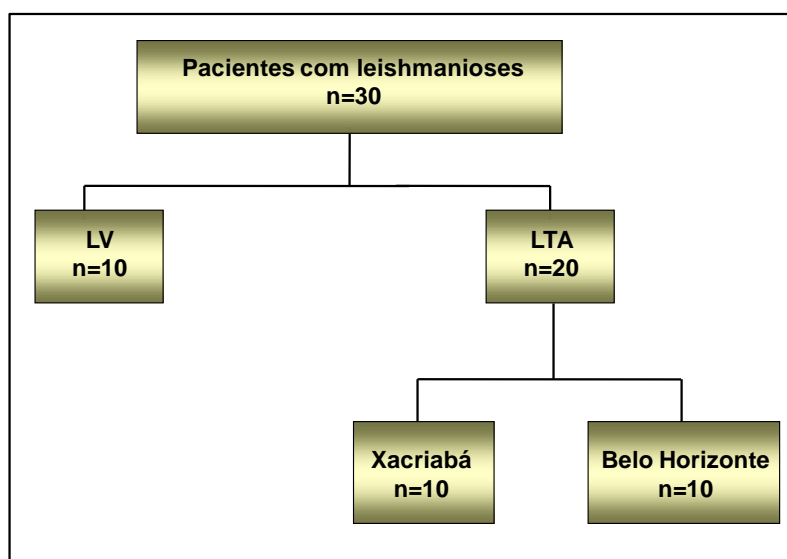 Pacientes com leishmanioses
n=30
LV
n=10
LTA
n=20
Xacriabá
n=10
Belo Horizonte
n=10